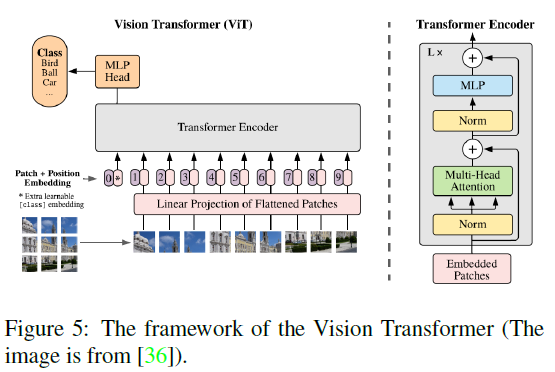 Vision Transformer (ViT)
Class
Bird
Ball
Car
...
MLP
Head
Transformer Encoder
Patch + Position
Embedding
* Extra learnable
[class] embedding
0 * 1 2 3 4 5 6 7 8 9
Linear Projection of Flattened Patches
Transformer Encoder
L x
+
MLP
Norm
+
Multi-Head
Attention
Norm
Embedded
Patches
Figure 5: The framework of the Vision Transformer (The
image is from [36]).